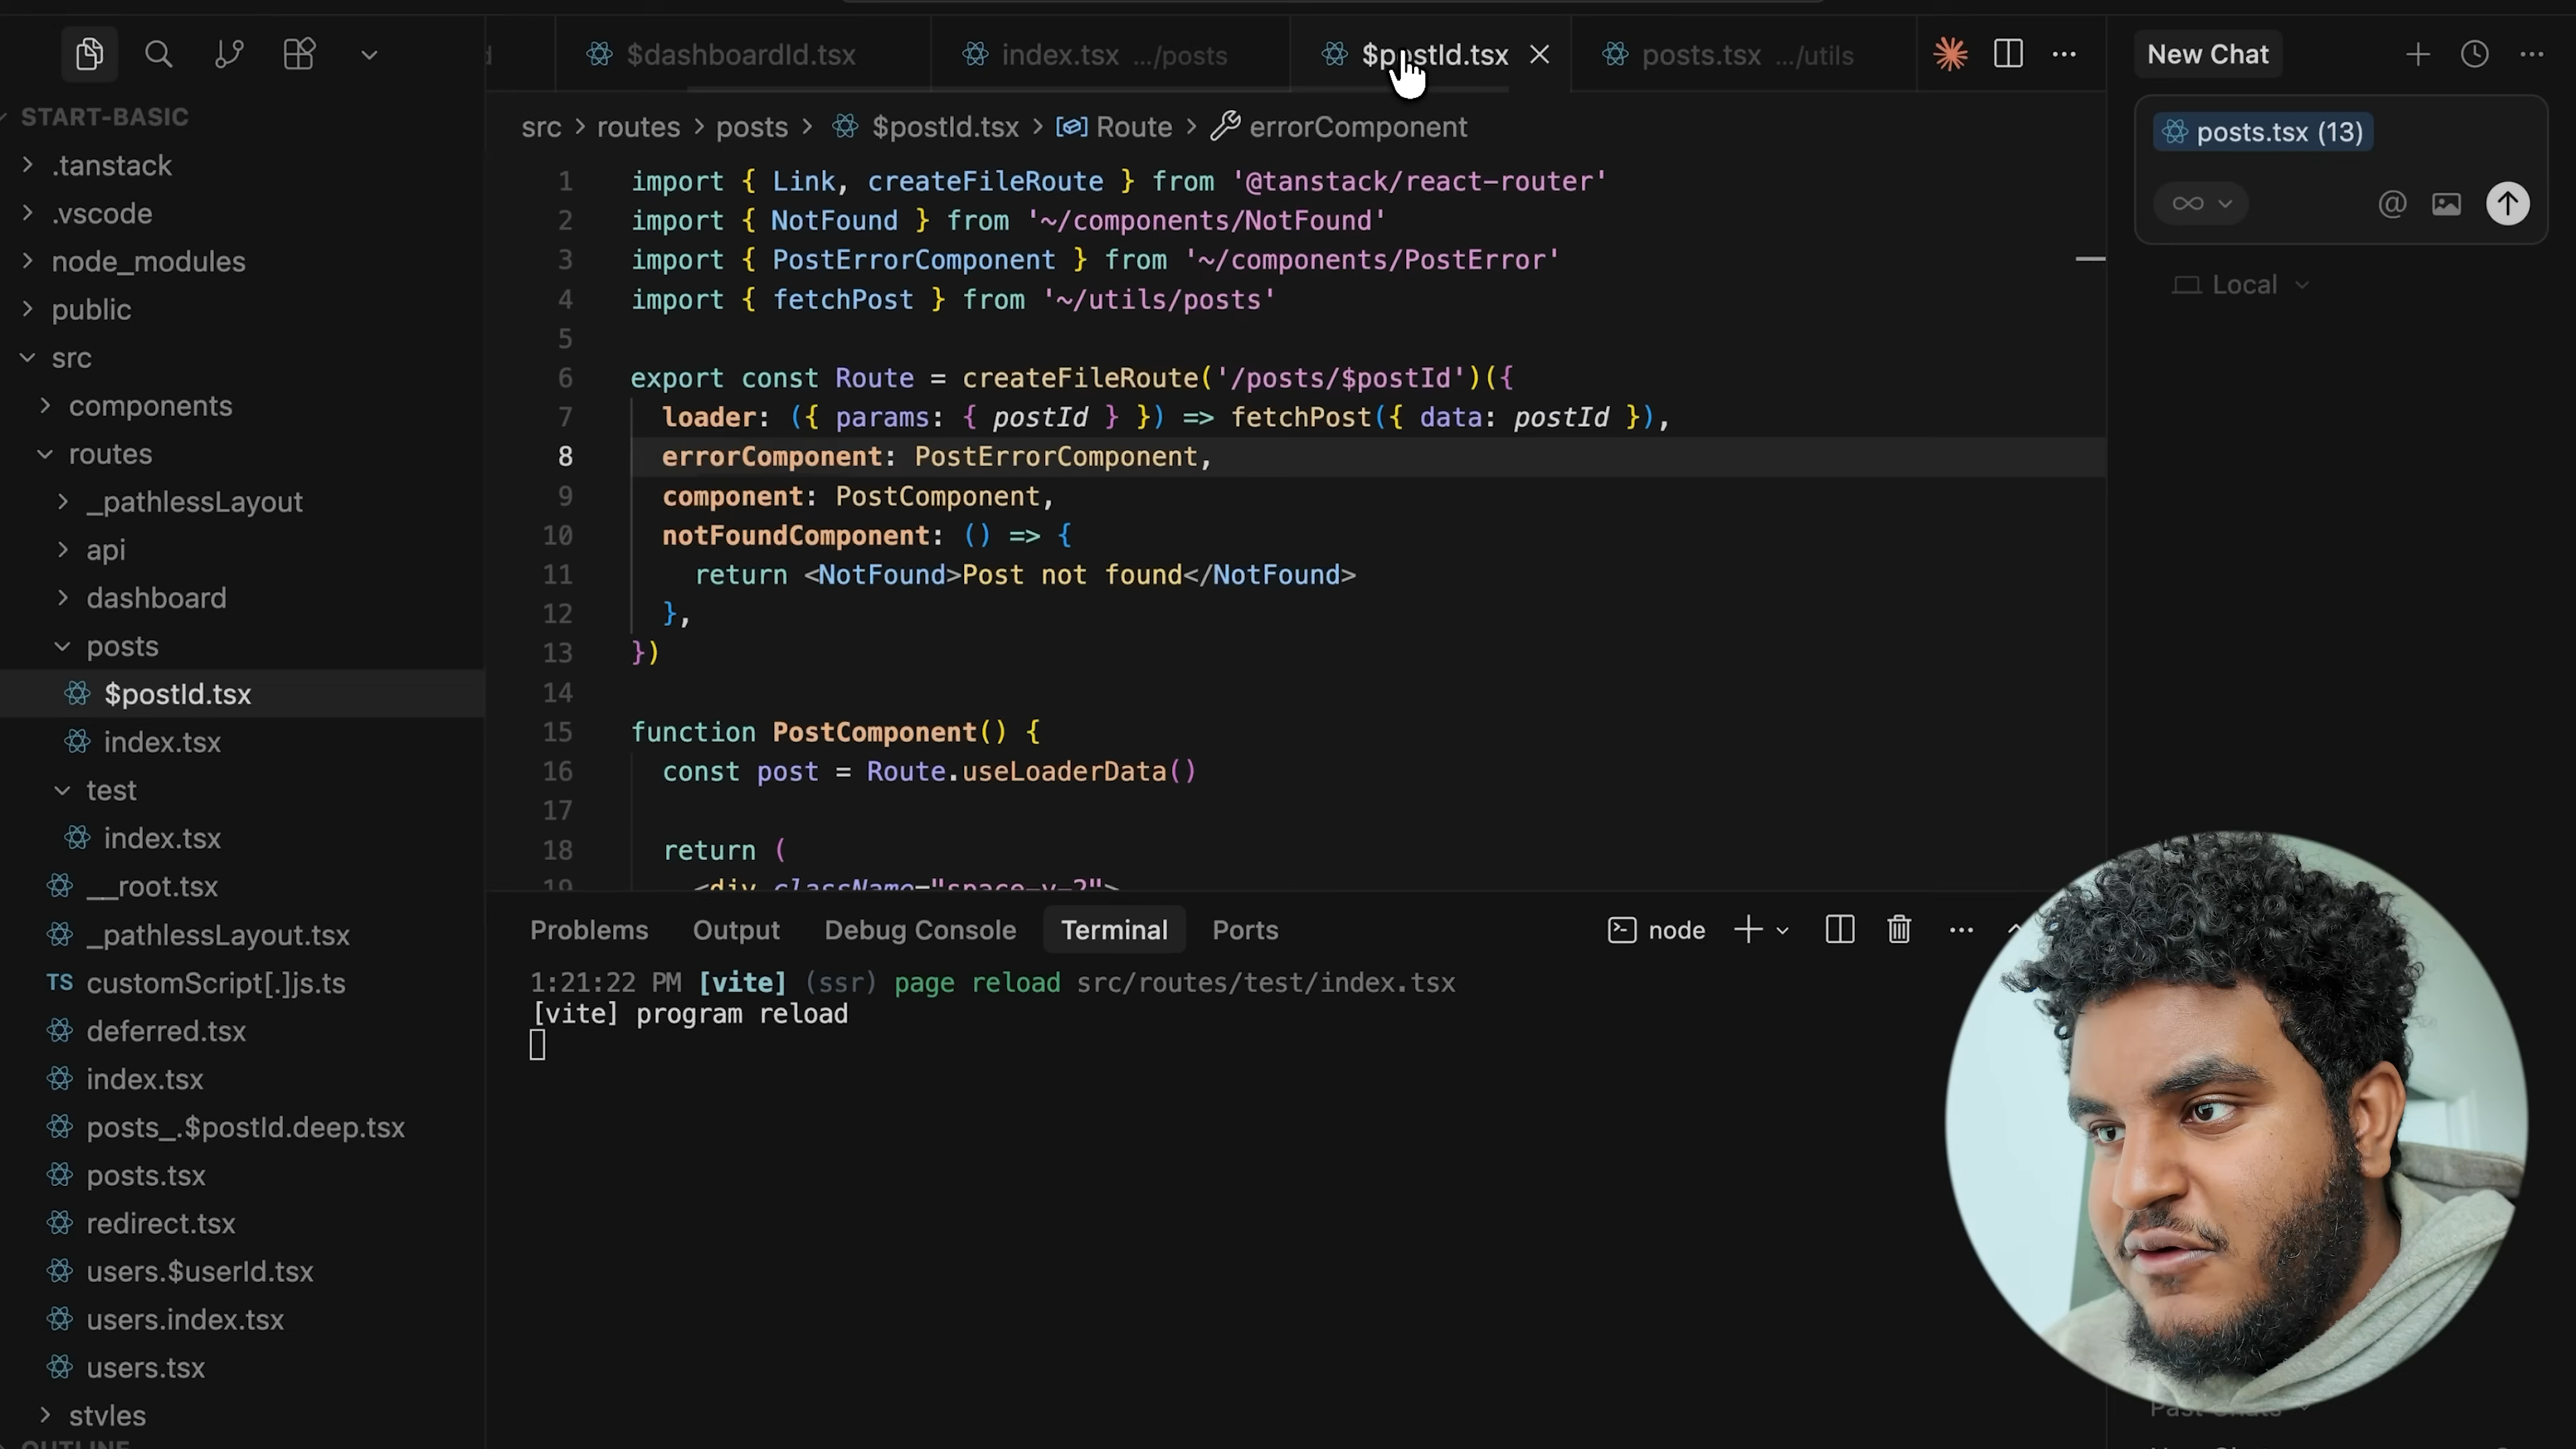 $dashboardId.tsx
index.tsx .../posts
$postId.tsx
posts.tsx .../utils
New Chat
START-BASIC
.tanstack
.vscode
node_modules
public
src
components
routes
_pathlessLayout
api
dashboard
posts
$postId.tsx
index.tsx
test
index.tsx
__root.tsx
_pathlessLayout.tsx
TS customScript[.]js.ts
deferred.tsx
index.tsx
posts_.$postId.deep.tsx
posts.tsx
redirect.tsx
users.$userId.tsx
users.index.tsx
users.tsx
styles
OUTLINE
src > routes > posts > $postId.tsx > Route > errorComponent
1 import { Link, createFileRoute } from '@tanstack/react-router'
2 import { NotFound } from '~/components/NotFound'
3 import { PostErrorComponent } from '~/components/PostError'
4 import { fetchPost } from '~/utils/posts'
5
6 export const Route = createFileRoute('/posts/$postId')({
7 loader: ({ params: { postId } }) => fetchPost({ data: postId }),
8 errorComponent: PostErrorComponent,
9 component: PostComponent,
10 notFoundComponent: () => {
11 return <NotFound>Post not found</NotFound>
12 },
13 })
14
15 function PostComponent() {
16 const post = Route.useLoaderData()
17
18 return (
19 <div className="space-y-2">
Problems Output Debug Console Terminal Ports
node
1:21:22 PM [vite] (ssr) page reload src/routes/test/index.tsx
[vite] program reload
posts.tsx (13)
Local
Past Chats